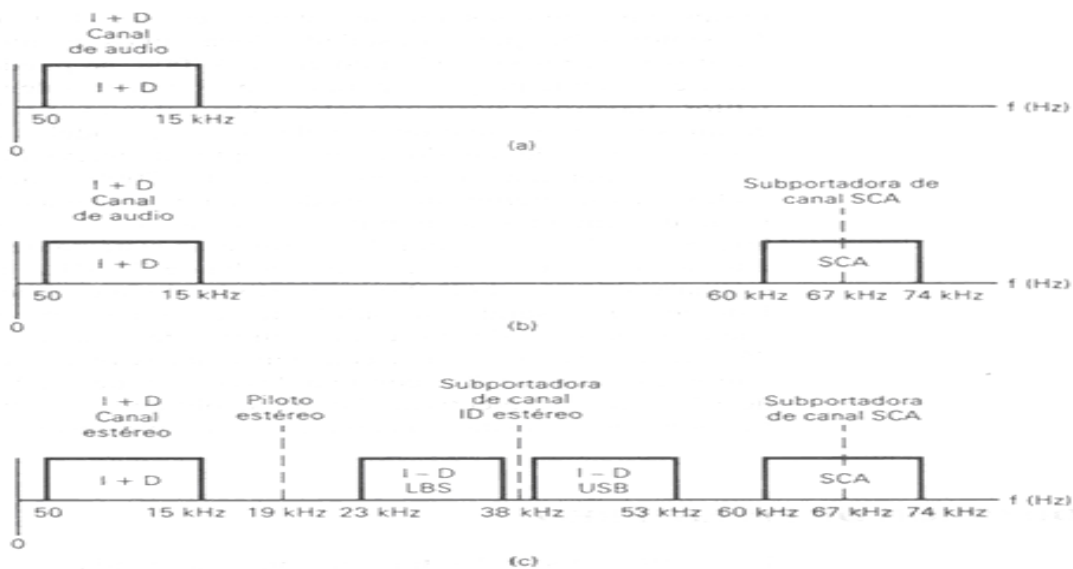 I + D
Canal
de audio
I + D
0
50
15 kHz
f (Hz)
(a)
I + D
Canal
de audio
Subportadora de
canal SCA
I + D
SCA
0
50
15 kHz
60 kHz
67 kHz
74 kHz
f (Hz)
(b)
I + D
Canal
estéreo
Piloto
estéreo
Subportadora
de canal
ID estéreo
Subportadora
de canal SCA
I + D
I – D
LBS
I – D
USB
SCA
0
50
15 kHz
19 kHz
23 kHz
38 kHz
53 kHz
60 kHz
67 kHz
74 kHz
f (Hz)
(c)